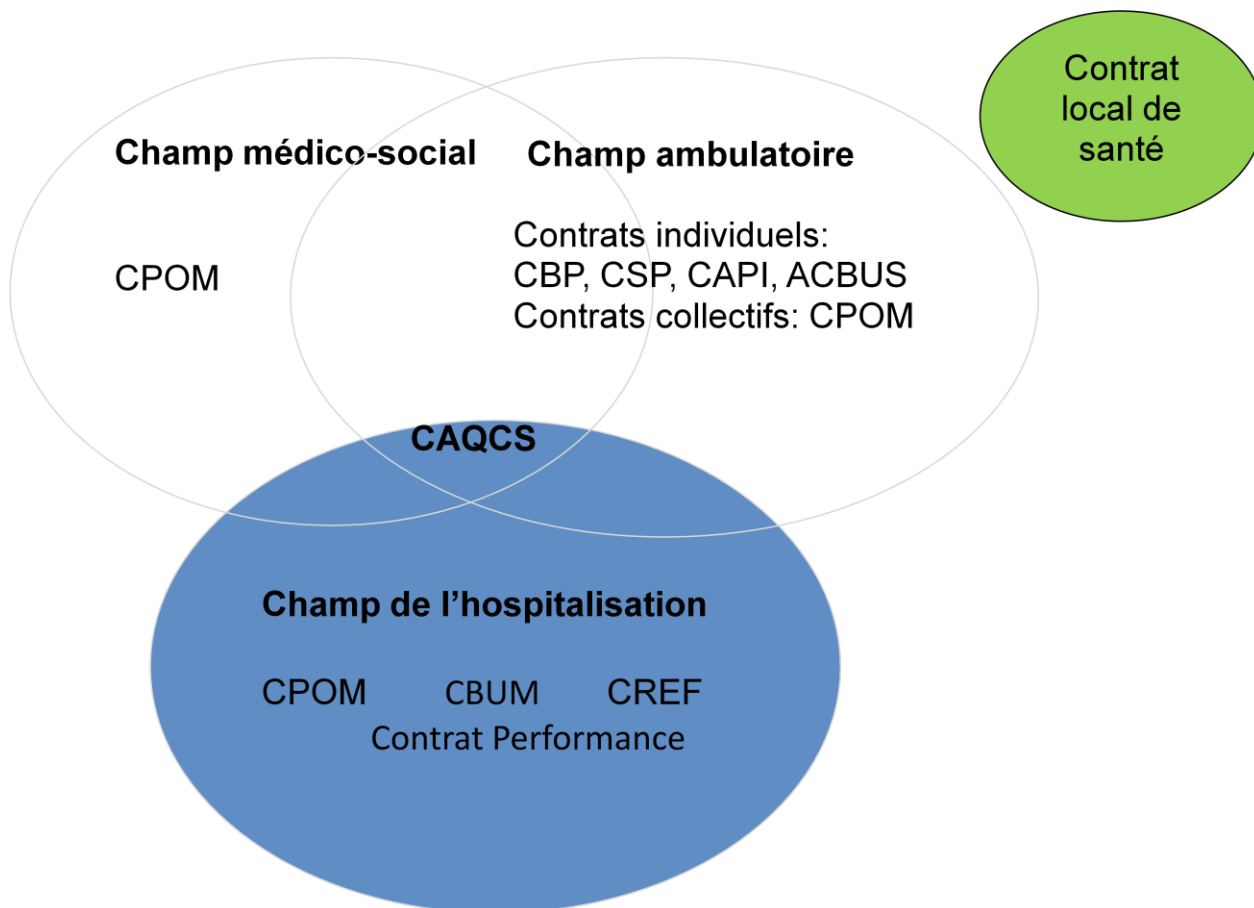 Contrat
local de
santé
Champ médico-social
Champ ambulatoire
CPOM
Contrats individuels:
CBP, CSP, CAPI, ACBUS
Contrats collectifs: CPOM
CAQCS
Champ de l’hospitalisation
CPOM CBUM CREF
Contrat Performance